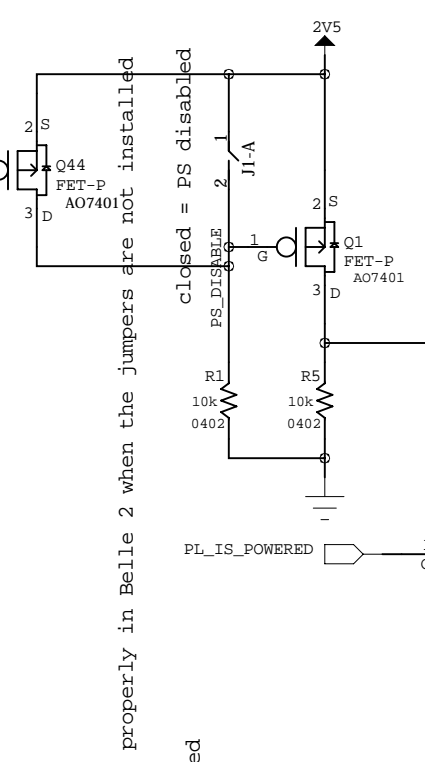 2V5
properly in Belle 2 when the jumpers are not installed
closed = PS disabled
ed
2
S
Q44
FET-P
AO7401
3
D
1
J1-A
2
PS_DISABLE
1
G
2
S
Q1
FET-P
AO7401
3
D
R1
10k
0402
R5
10k
0402
PL_IS_POWERED